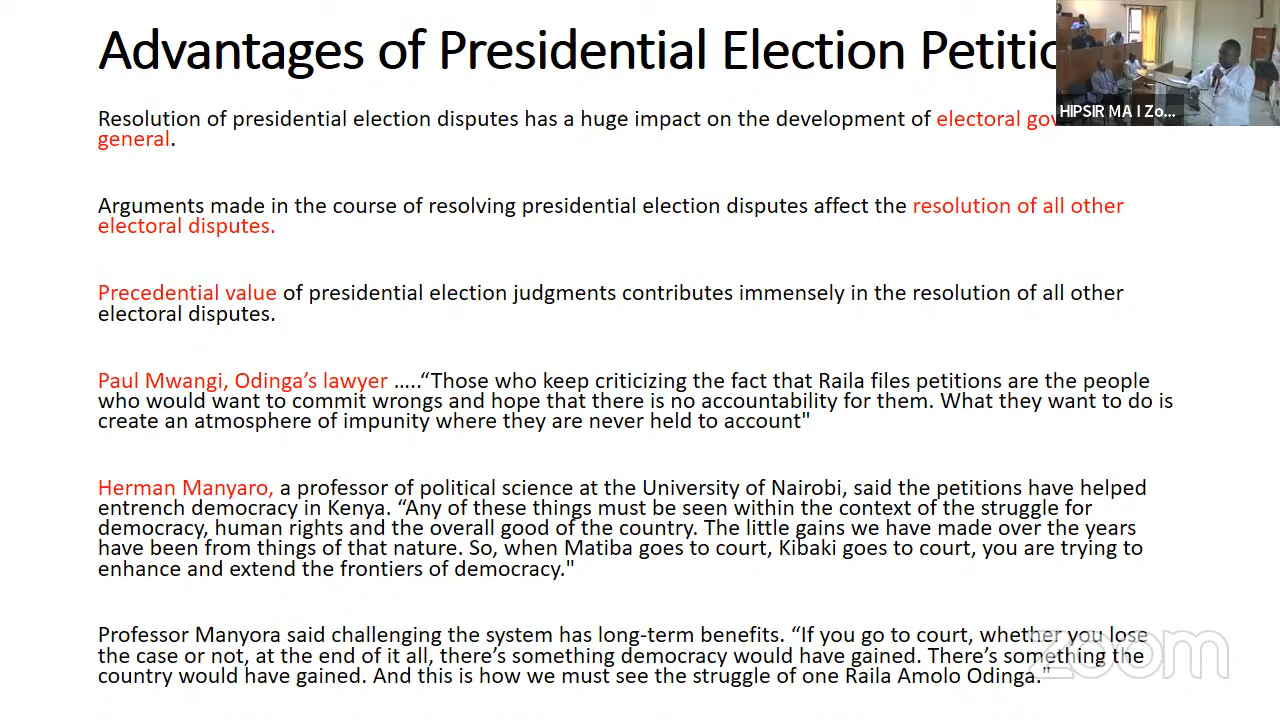 Advantages of Presidential Election
HIPSIR MA I Zo...
Resolution of presidential election disputes has a huge impact on the development of electoral
general.
Arguments made in the course of resolving presidential election disputes affect the resolution of all other
electoral disputes.
Precedential value of presidential election judgments contributes immensely in the resolution of all other
electoral disputes.
Paul Mwangi, Odinga’s lawyer …..“Those who keep criticizing the fact that Raila files petitions are the people
who would want to commit wrongs and hope that there is no accountability for them. What they want to do is
create an atmosphere of impunity where they are never held to account"
Herman Manyaro, a professor of political science at the University of Nairobi, said the petitions have helped
entrench democracy in Kenya. “Any of these things must be seen within the context of the struggle for
democracy, human rights and the overall good of the country. The little gains we have made over the years
have been from things of that nature. So, when Matiba goes to court, Kibaki goes to court, you are trying to
enhance and extend the frontiers of democracy."
Professor Manyora said challenging the system has long-term benefits. “If you go to court, whether you lose
the case or not, at the end of it all, there’s something democracy would have gained. There’s something the
country would have gained. And this is how we must see the struggle of one Raila Amolo Odinga."
zoom